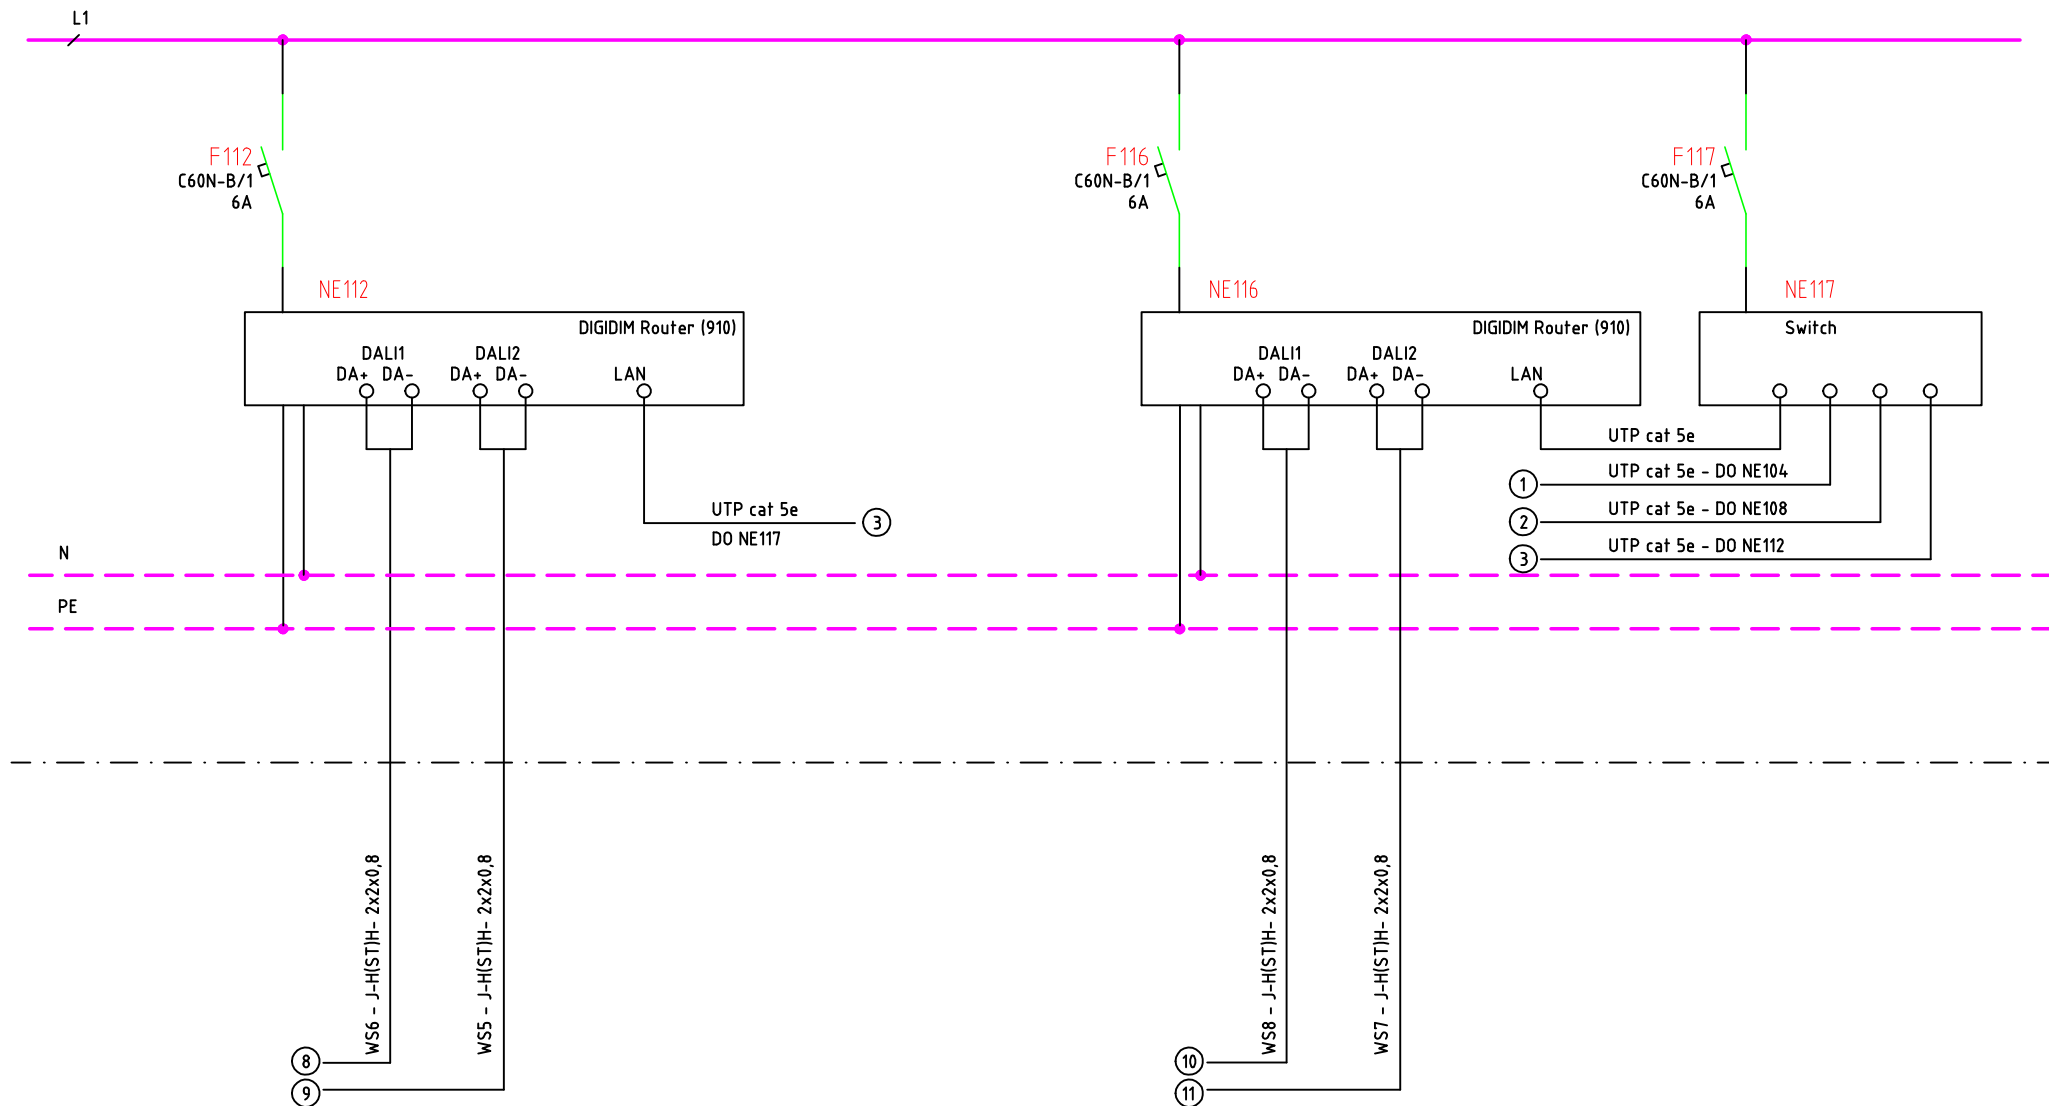 L1
F112
C60N-B/1
6A
F116
C60N-B/1
6A
F117
C60N-B/1
6A
NE112
NE116
NE117
DIGIDIM Router (910)
DALI1
DALI2
DA+ DA-
DA+ DA-
LAN
DIGIDIM Router (910)
DALI1
DALI2
DA+ DA-
DA+ DA-
LAN
Switch
UTP cat 5e
UTP cat 5e - DO NE104
1
UTP cat 5e - DO NE108
2
UTP cat 5e - DO NE112
3
UTP cat 5e
3
DO NE117
N
PE
WS6 - J-H(ST)H- 2x2x0,8
WS5 - J-H(ST)H- 2x2x0,8
WS8 - J-H(ST)H- 2x2x0,8
WS7 - J-H(ST)H- 2x2x0,8
8
9
10
11